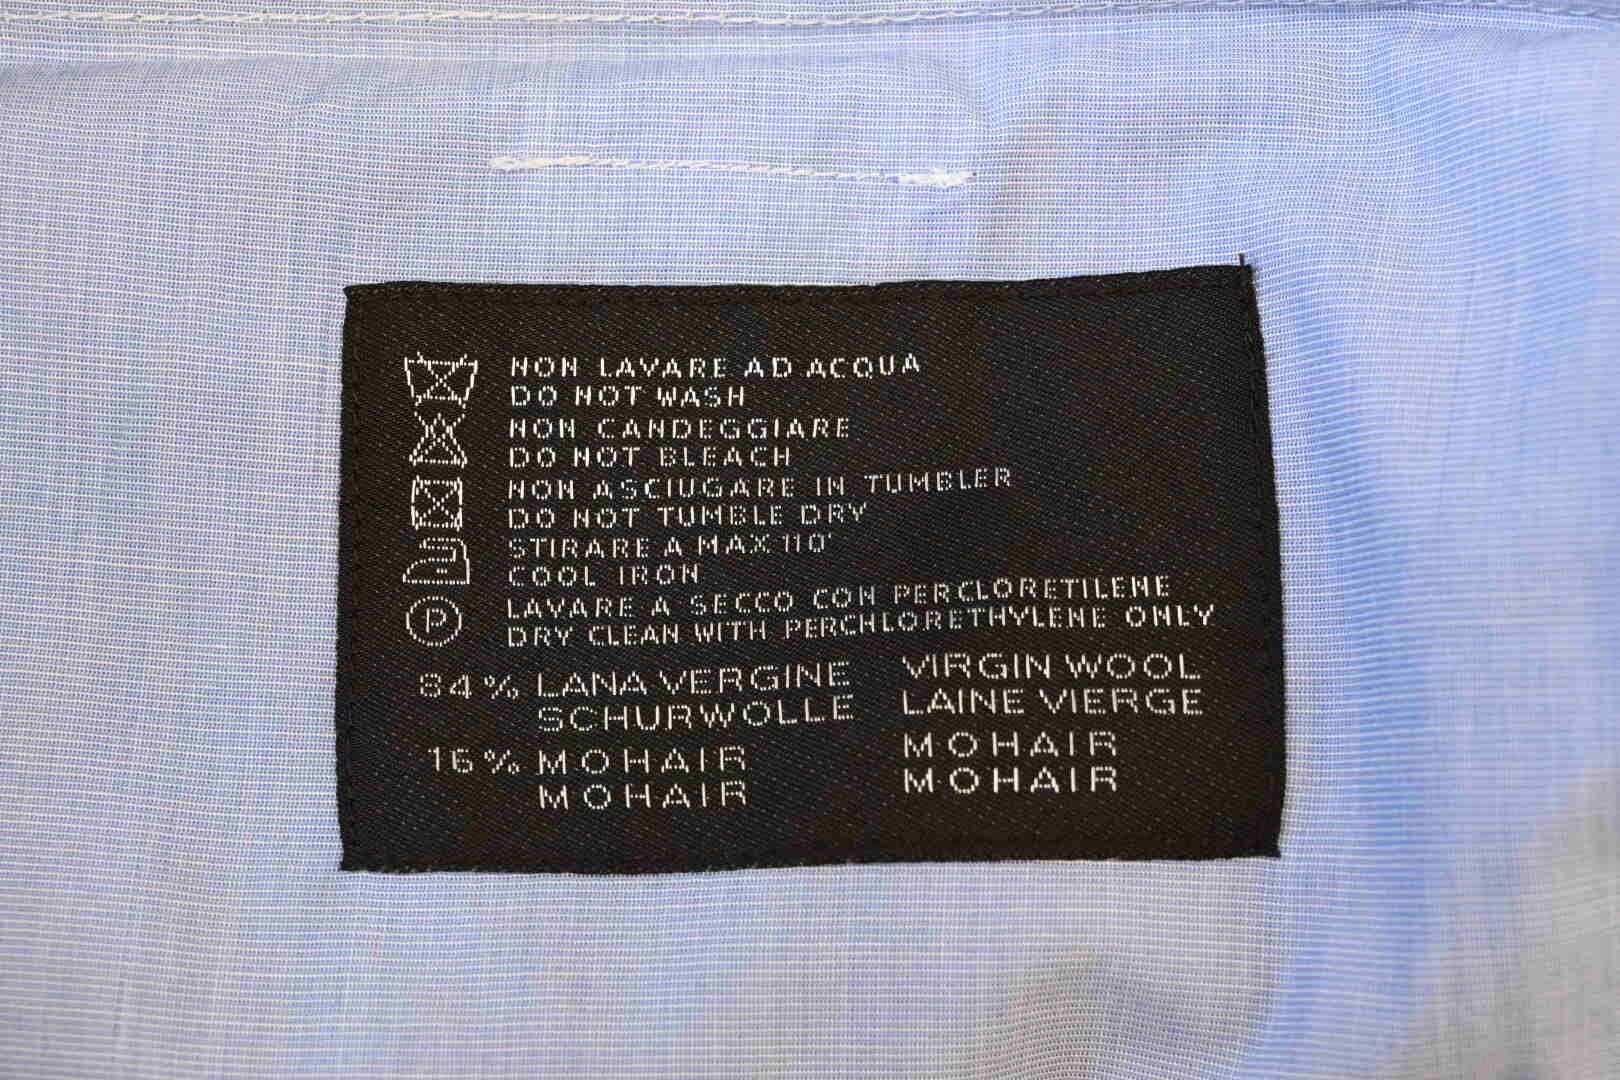 NON LAVARE AD ACQUA
DO NOT WASH
NON CANDEGGIARE
DO NOT BLEACH
NON ASCIUGARE IN TUMBLER
DO NOT TUMBLE DRY
STIRARE A MAX 110°
COOL IRON
P LAVARE A SECCO CON PERCLORETILENE
DRY CLEAN WITH PERCHLORETHYLENE ONLY
84% LANA VERGINE VIRGIN WOOL
SCHURWOLLE LAINE VIERGE
16% MOHAIR MOHAIR
MOHAIR MOHAIR